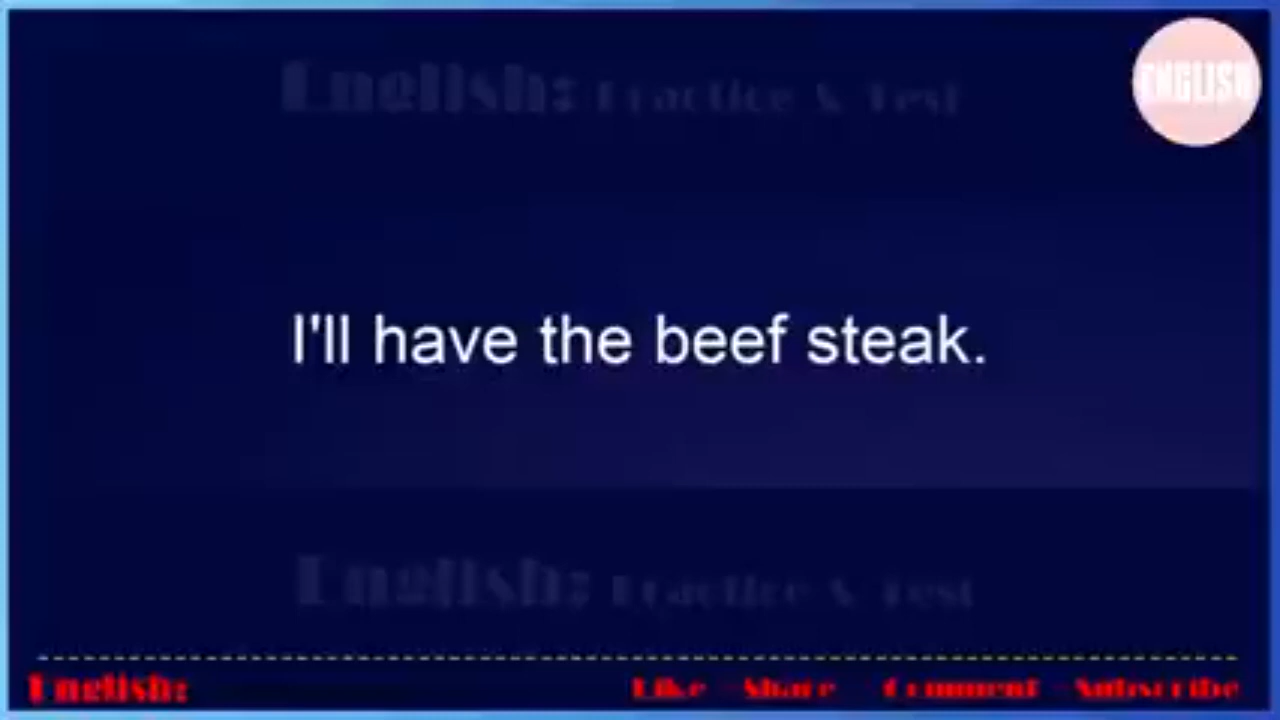 ENGLISH
English: Practice & Test
I'll have the beef steak.
English: Practice & Test
English: Like Share Comment Subscribe